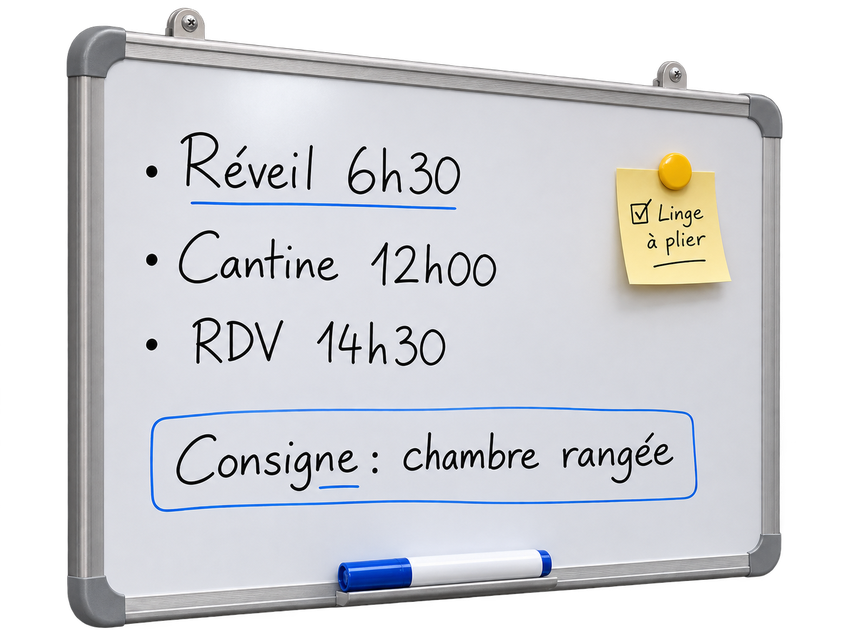 • Réveil 6h30
• Cantine 12h00
• RDV 14h30
Consigne : chambre rangée
☑ Linge
à plier